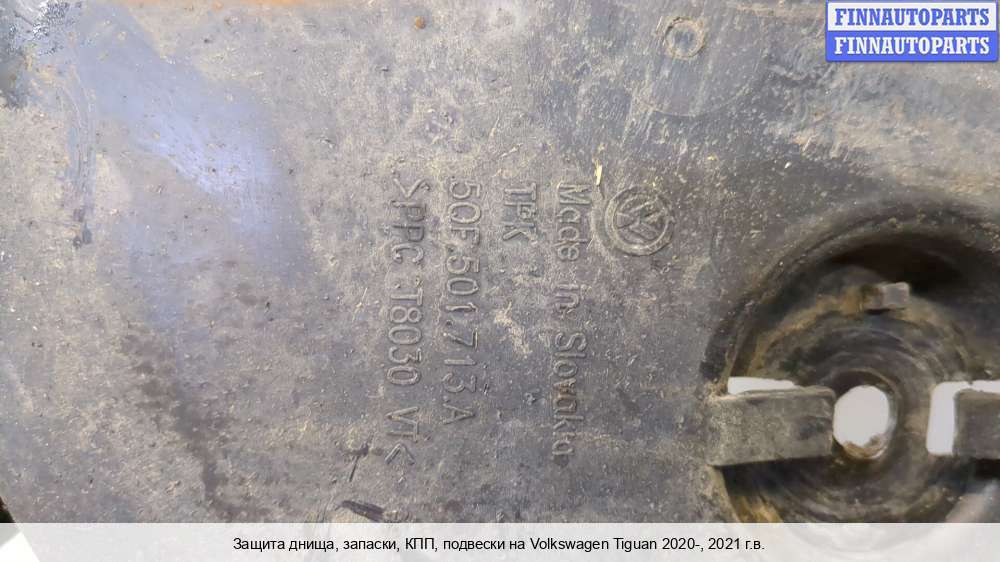 FINNAUTOPARTS
FINNAUTOPARTS
Made in Slovakia
TPK
5QF.501.713.A
>PPC -T8030 VT<
Защита днища, запаски, КПП, подвески на Volkswagen Tiguan 2020-, 2021 г.в.